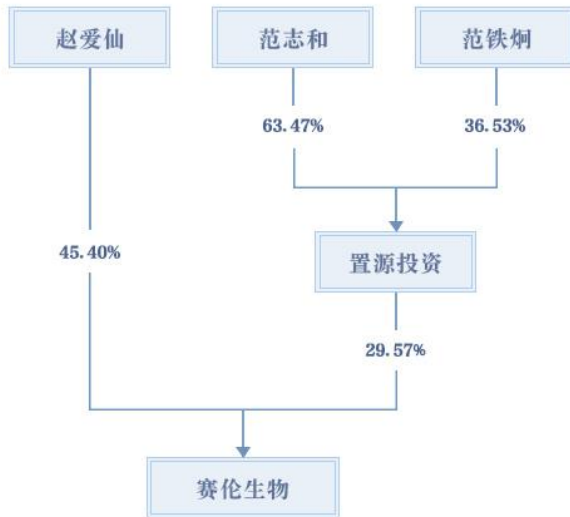 赵爱仙
范志和
范铁炯
63.47%
36.53%
45.40%
置源投资
29.57%
赛伦生物